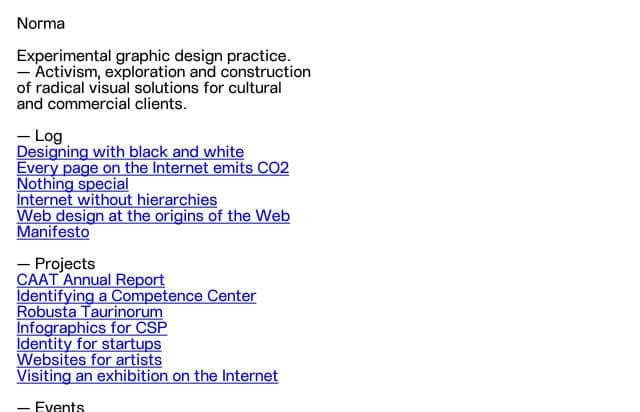 Norma
Experimental graphic design practice.
— Activism, exploration and construction
of radical visual solutions for cultural
and commercial clients.
— Log
Designing with black and white
Every page on the Internet emits CO2
Nothing special
Internet without hierarchies
Web design at the origins of the Web
Manifesto
— Projects
CAAT Annual Report
Identifying a Competence Center
Robusta Taurinorum
Infographics for CSP
Identity for startups
Websites for artists
Visiting an exhibition on the Internet
— Events